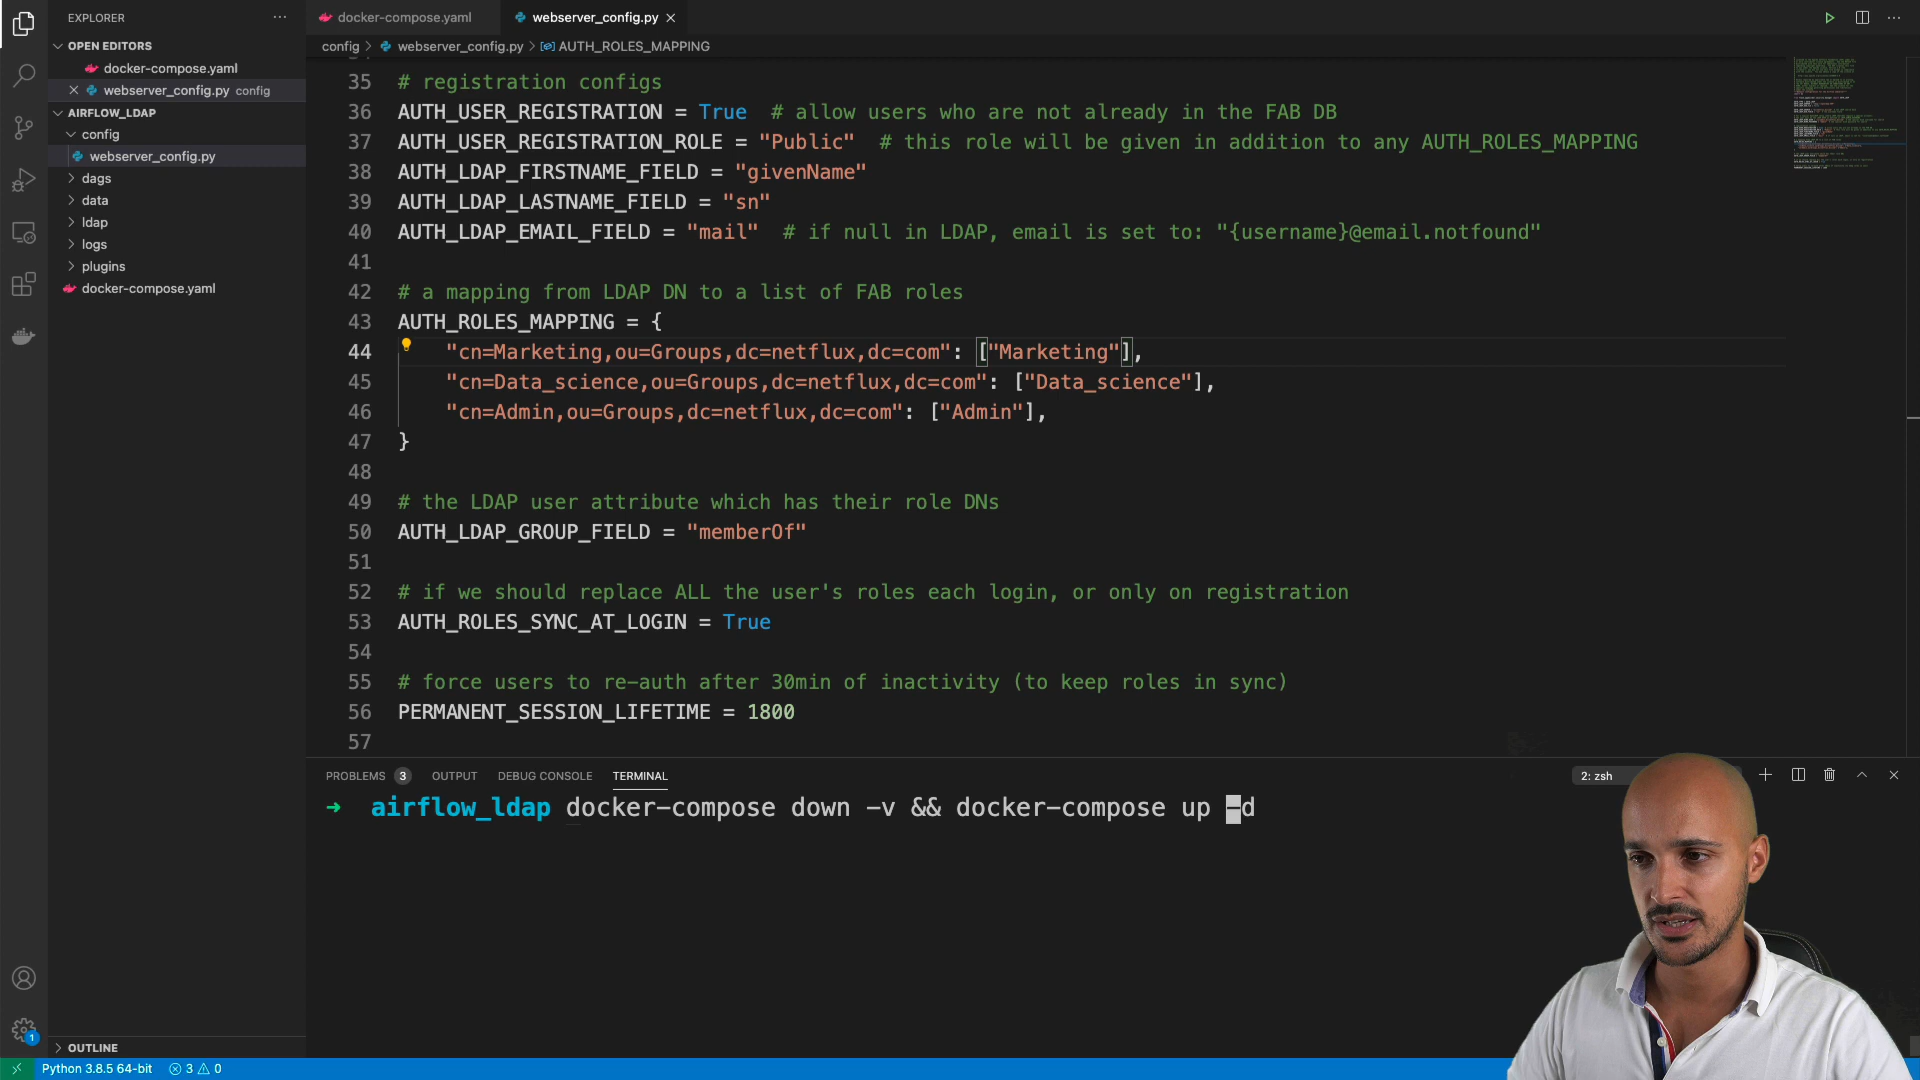 EXPLORER
OPEN EDITORS
docker-compose.yaml
webserver_config.py config
AIRFLOW_LDAP
config
webserver_config.py
dags
data
ldap
logs
plugins
docker-compose.yaml
OUTLINE
docker-compose.yaml
webserver_config.py
config > webserver_config.py > AUTH_ROLES_MAPPING
35 # registration configs
36 AUTH_USER_REGISTRATION = True  # allow users who are not already in the FAB DB
37 AUTH_USER_REGISTRATION_ROLE = "Public"  # this role will be given in addition to any AUTH_ROLES_MAPPING
38 AUTH_LDAP_FIRSTNAME_FIELD = "givenName"
39 AUTH_LDAP_LASTNAME_FIELD = "sn"
40 AUTH_LDAP_EMAIL_FIELD = "mail"  # if null in LDAP, email is set to: "{username}@email.notfound"
41
42 # a mapping from LDAP DN to a list of FAB roles
43 AUTH_ROLES_MAPPING = {
44     "cn=Marketing,ou=Groups,dc=netflux,dc=com": ["Marketing"],
45     "cn=Data_science,ou=Groups,dc=netflux,dc=com": ["Data_science"],
46     "cn=Admin,ou=Groups,dc=netflux,dc=com": ["Admin"],
47 }
48
49 # the LDAP user attribute which has their role DNs
50 AUTH_LDAP_GROUP_FIELD = "memberOf"
51
52 # if we should replace ALL the user's roles each login, or only on registration
53 AUTH_ROLES_SYNC_AT_LOGIN = True
54
55 # force users to re-auth after 30min of inactivity (to keep roles in sync)
56 PERMANENT_SESSION_LIFETIME = 1800
57
PROBLEMS 3 OUTPUT DEBUG CONSOLE TERMINAL
2: zsh
➜ airflow_ldap docker-compose down -v && docker-compose up -d
1
Python 3.8.5 64-bit 3 0